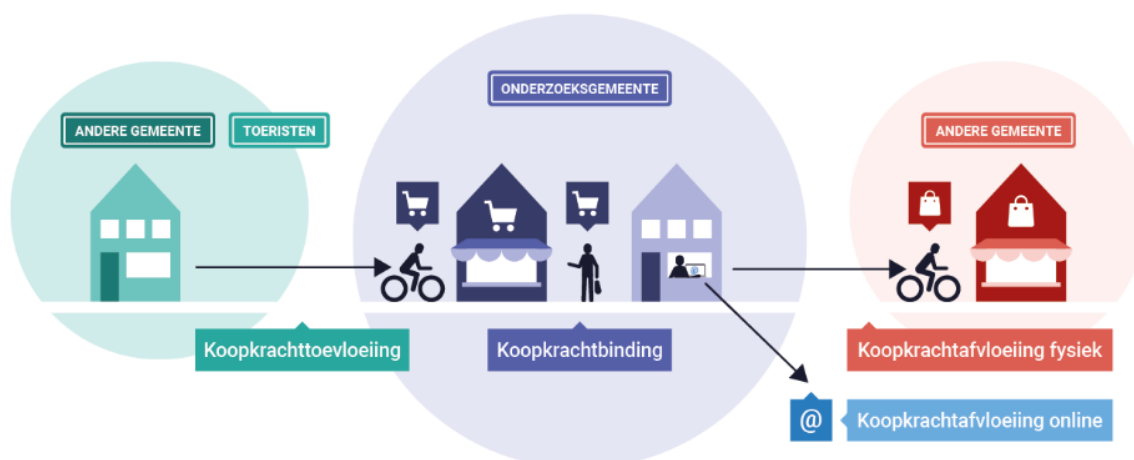 ONDERZOEKSGEMEENTE
ANDERE GEMEENTE
TOERISTEN
ANDERE GEMEENTE
@
Koopkrachttoevloeiing
Koopkrachtbinding
Koopkrachtafvloeiing fysiek
@
Koopkrachtafvloeiing online